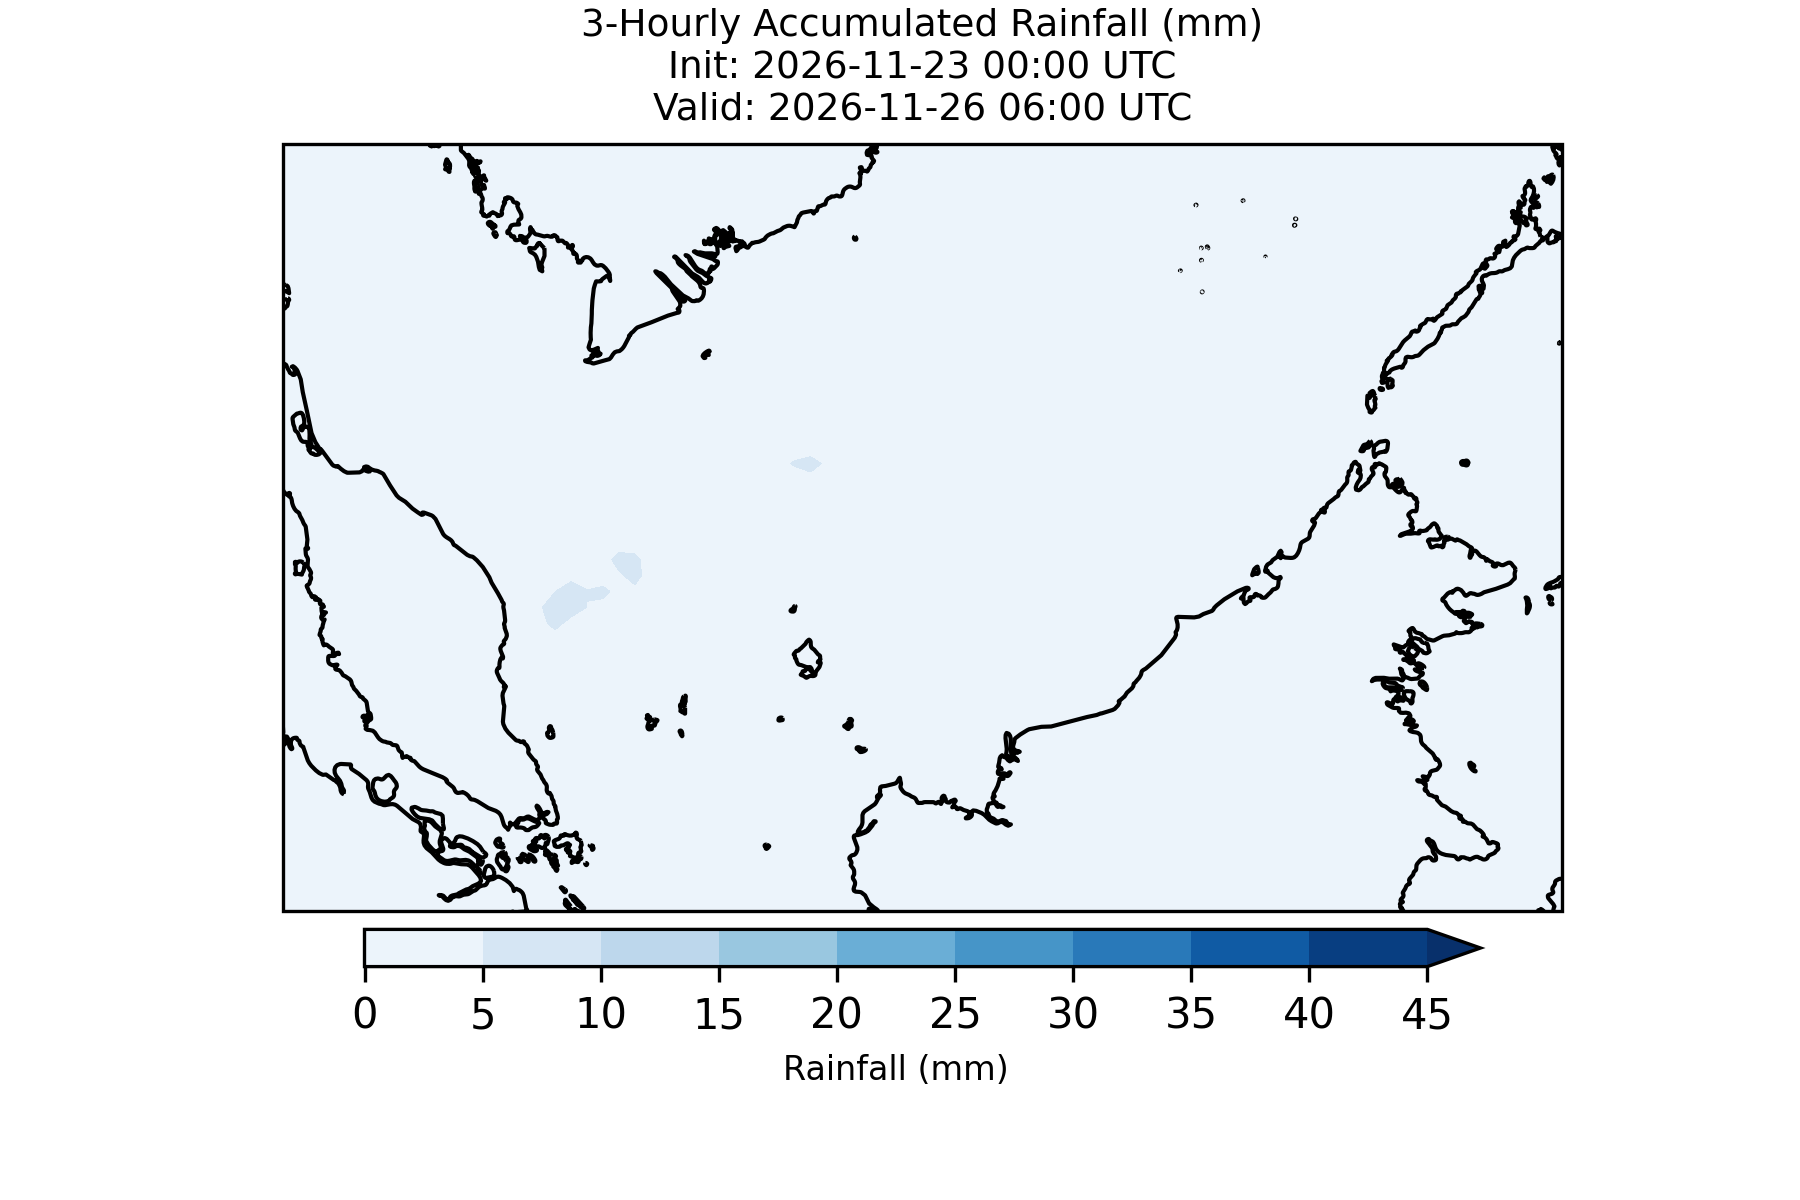 3-Hourly Accumulated Rainfall (mm)
Init: 2026-11-23 00:00 UTC
Valid: 2026-11-26 06:00 UTC
0 5 10 15 20 25 30 35 40 45
Rainfall (mm)